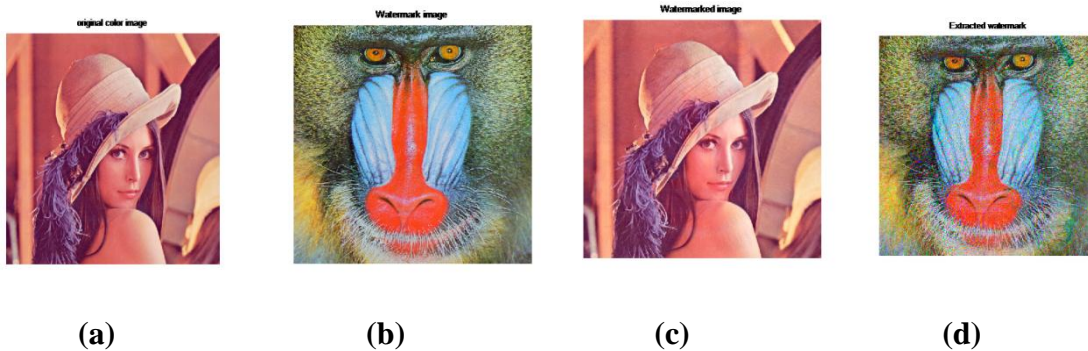 original color image
Watermark image
Watermarked image
Extracted watermark
(a)
(b)
(c)
(d)